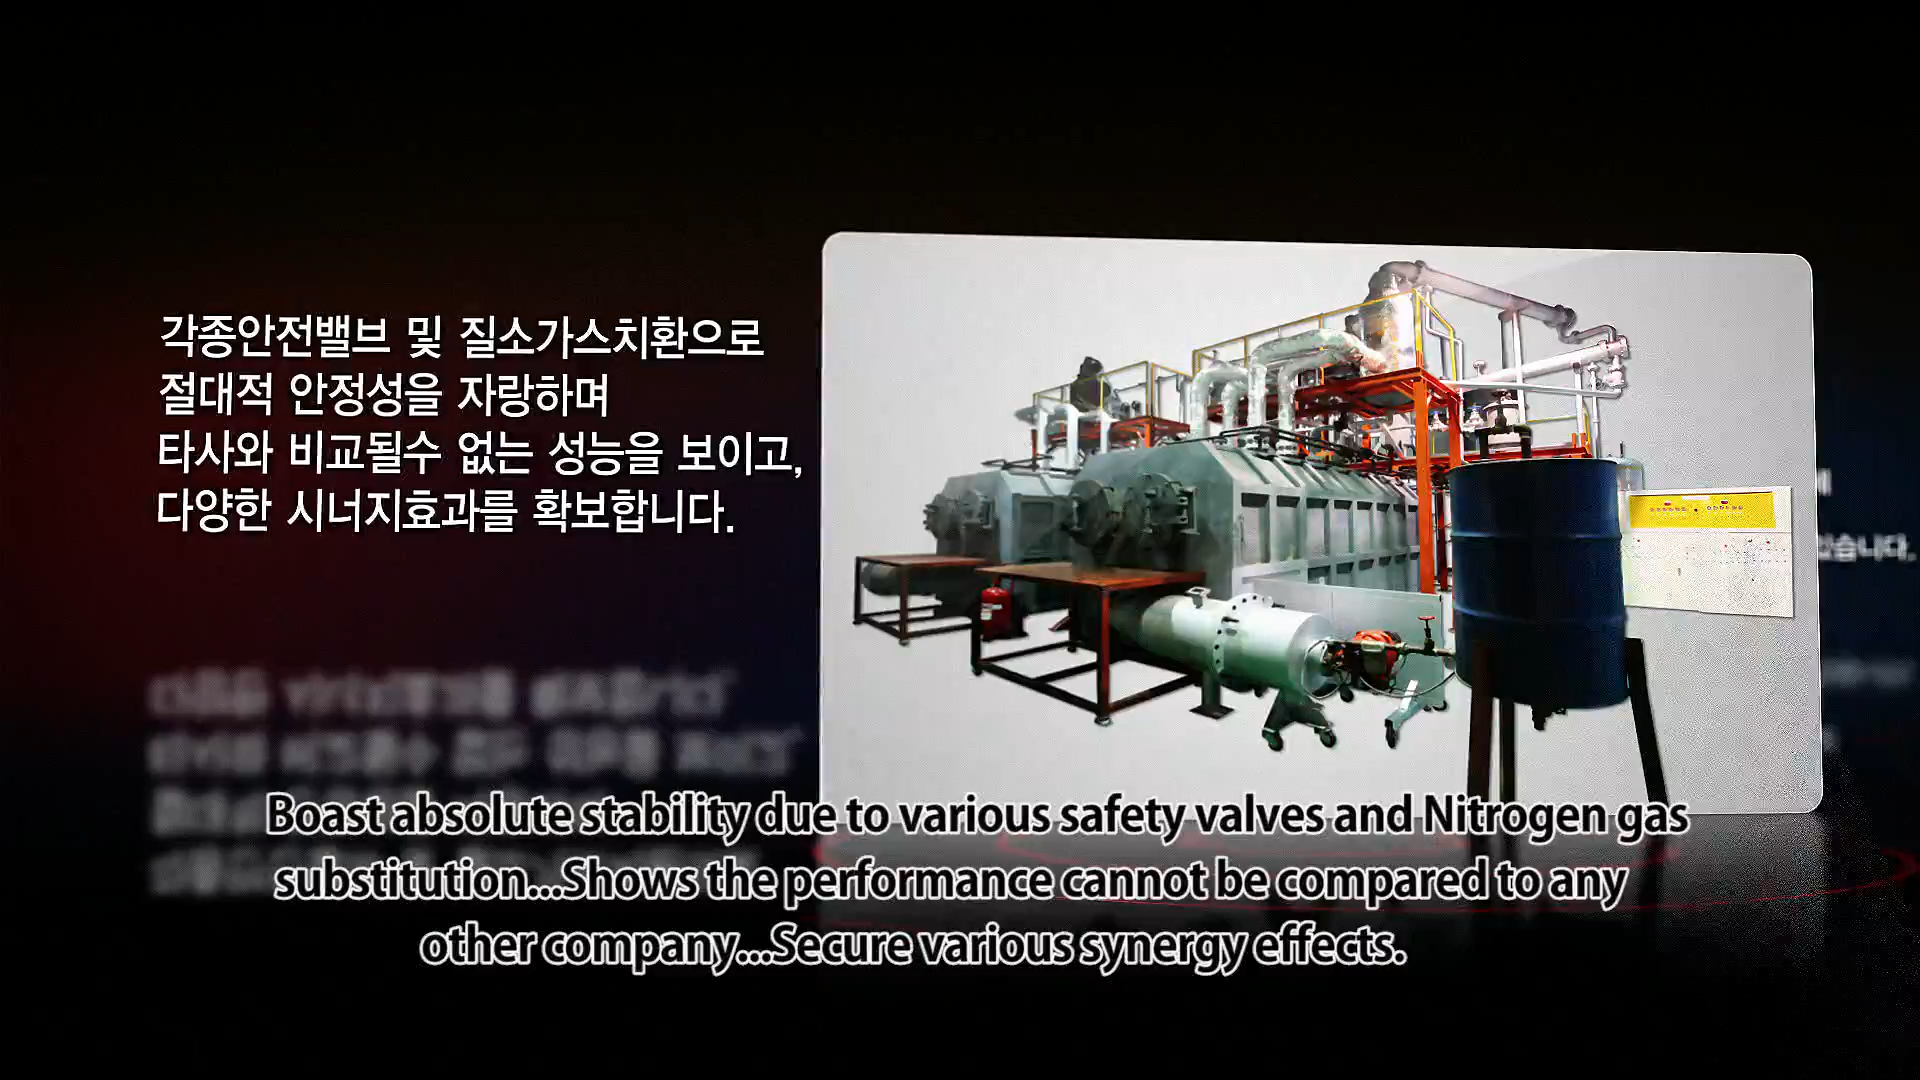 각종안전밸브 및 질소가스치환으로
절대적 안정성을 자랑하며
타사와 비교될수 없는 성능을 보이고,
다양한 시너지효과를 확보합니다.
Boast absolute stability due to various safety valves and Nitrogen gas
substitution...Shows the performance cannot be compared to any
other company...Secure various synergy effects.